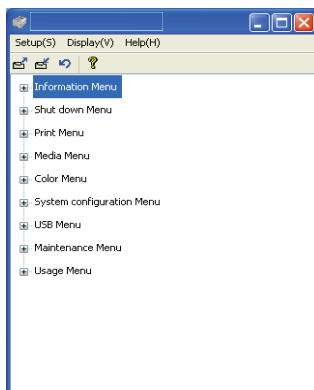 Setup(S) Display(V) Help(H)
Information Menu
Shut down Menu
Print Menu
Media Menu
Color Menu
System configuration Menu
USB Menu
Maintenance Menu
Usage Menu